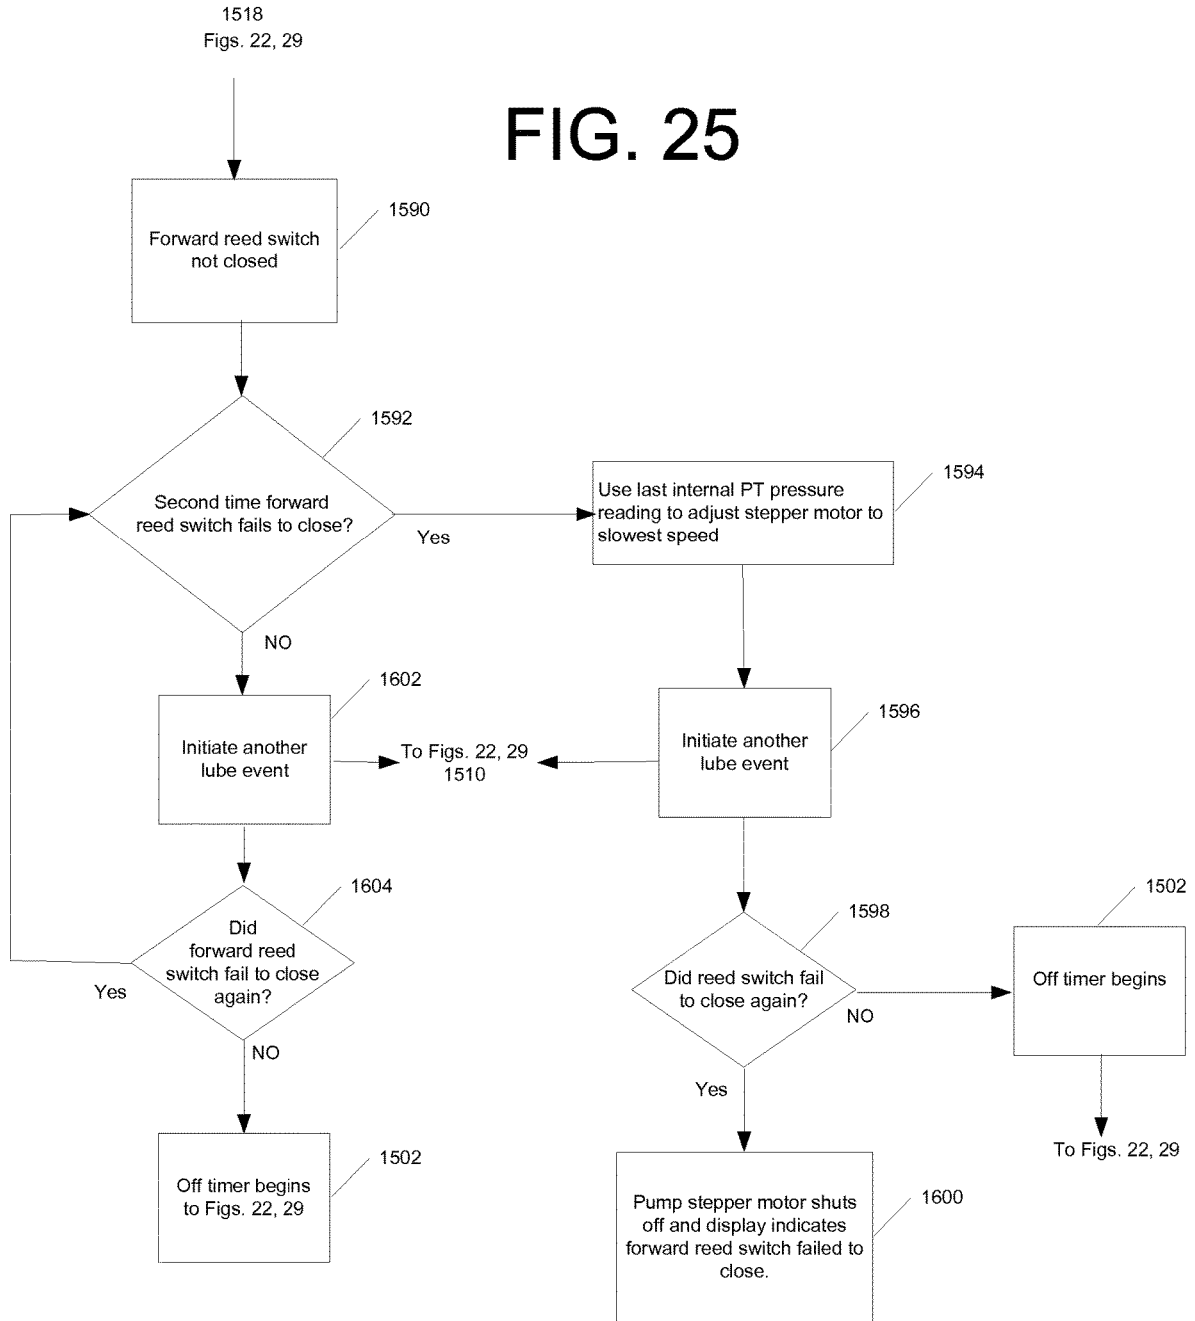 1518
Figs. 22, 29
FIG. 25
1590
Forward reed switch
not closed
1592
Second time forward
reed switch fails to close?
Yes
NO
1594
Use last internal PT pressure
reading to adjust stepper motor to
slowest speed
1602
Initiate another
lube event
To Figs. 22, 29
1510
1596
Initiate another
lube event
1604
Did
forward reed
switch fail to close
again?
Yes
NO
1598
Did reed switch fail
to close again?
NO
Yes
1502
Off timer begins
To Figs. 22, 29
1502
Off timer begins
to Figs. 22, 29
1600
Pump stepper motor shuts
off and display indicates
forward reed switch failed to
close.